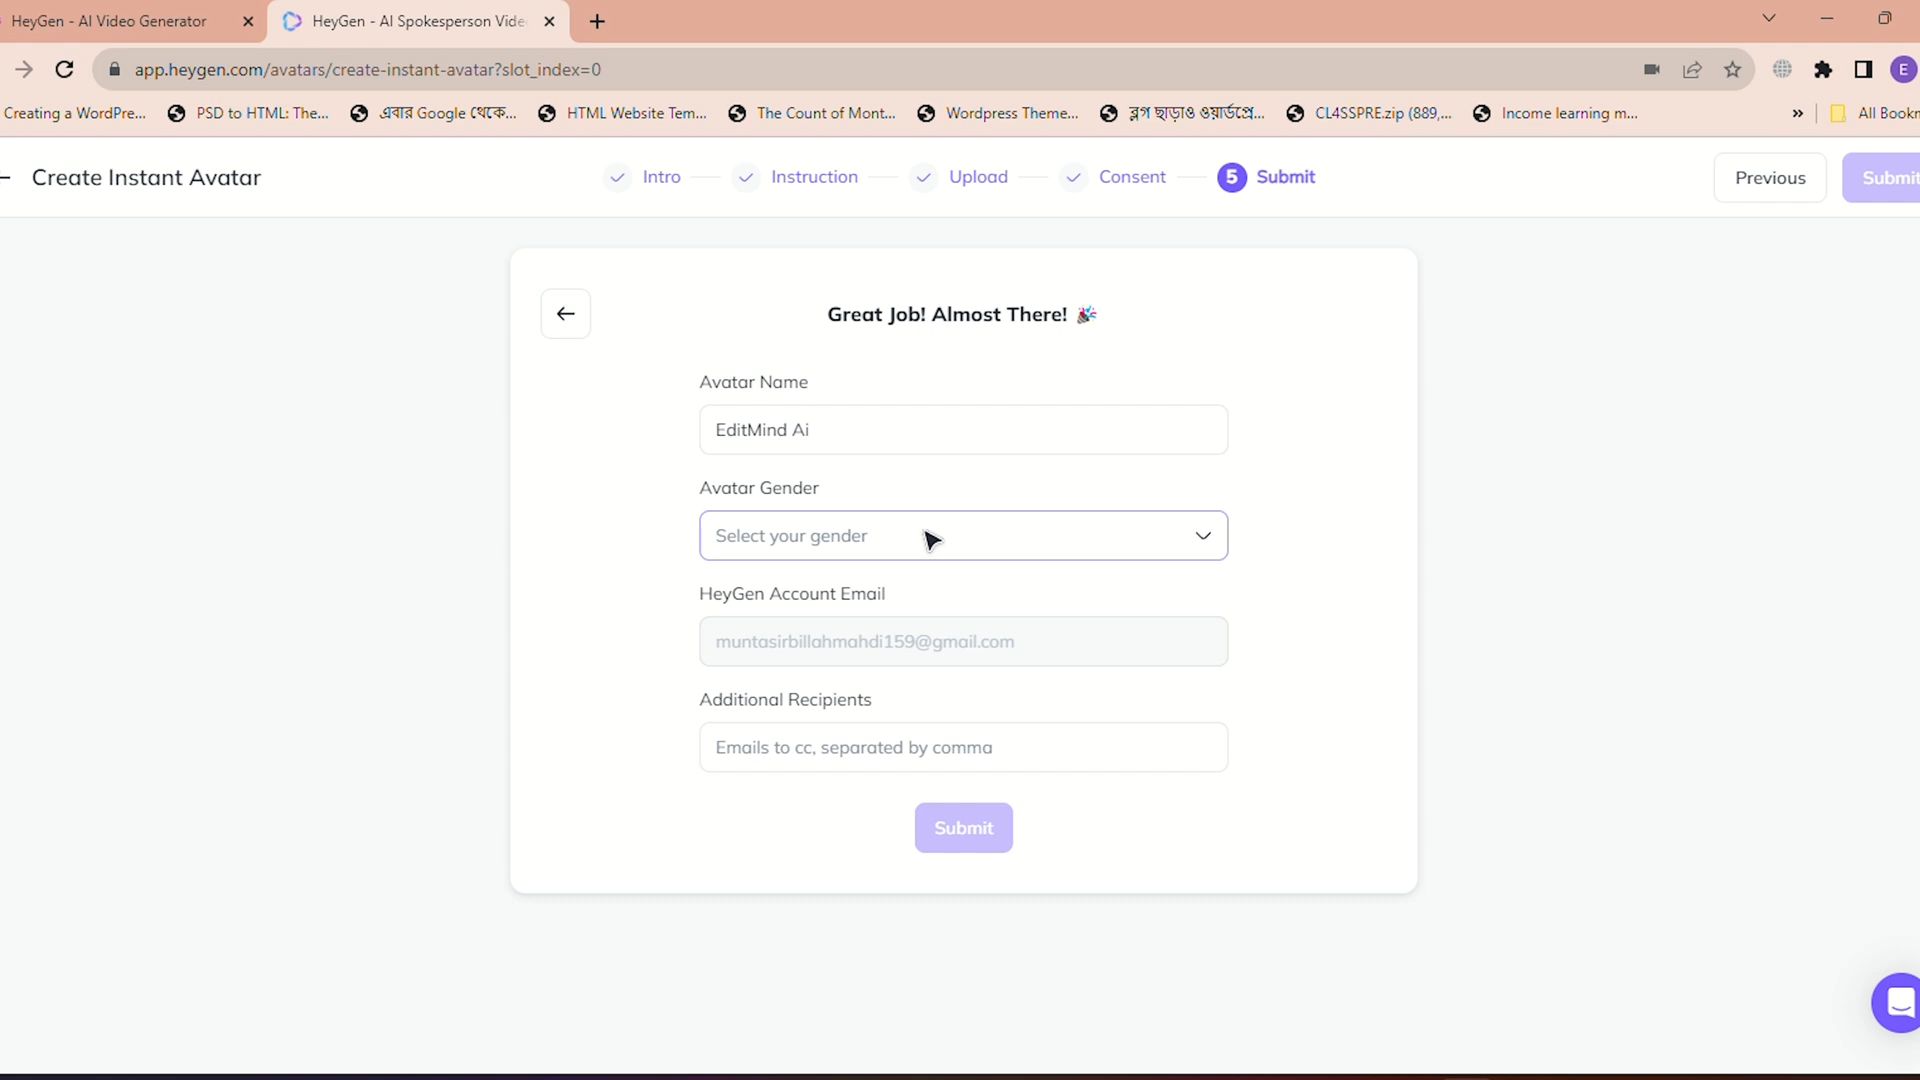 HeyGen - AI Video Generator
HeyGen - AI Spokesperson Vide
app.heygen.com/avatars/create-instant-avatar?slot_index=0
E
Creating a WordPre...
PSD to HTML: The...
এবার Google থেকে...
HTML Website Tem...
The Count of Mont...
Wordpress Theme...
ব্লগ ছাড়াও ওয়ার্ডপ্রে...
CL4SSPRE.zip (889,...
Income learning m...
»
All Bookm
Create Instant Avatar
Intro
Instruction
Upload
Consent
5 Submit
Previous
Submit
Great Job! Almost There! 🎉
Avatar Name
EditMind Ai
Avatar Gender
Select your gender
HeyGen Account Email
muntasirbillahmahdi159@gmail.com
Additional Recipients
Emails to cc, separated by comma
Submit